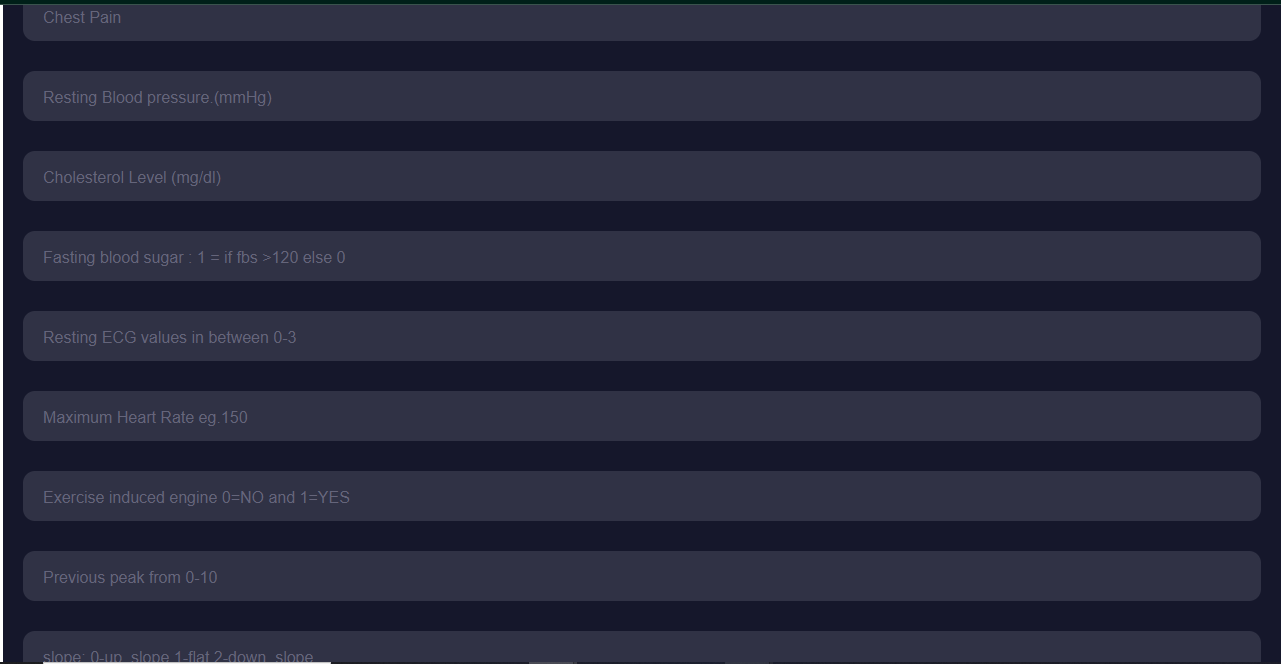 Chest Pain
Resting Blood pressure.(mmHg)
Cholesterol Level (mg/dl)
Fasting blood sugar : 1 = if fbs >120 else 0
Resting ECG values in between 0-3
Maximum Heart Rate eg.150
Exercise induced engine 0=NO and 1=YES
Previous peak from 0-10
slope: 0-up_slope,1-flat,2-down_slope